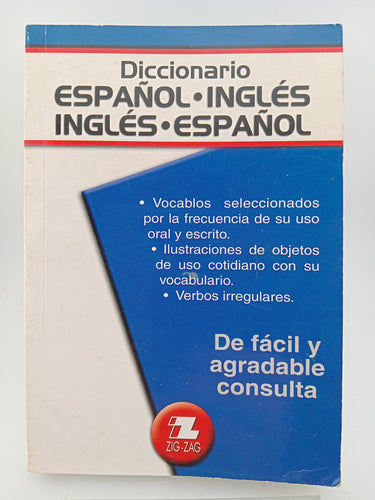 Diccionario
ESPAÑOL • INGLÉS
INGLÉS • ESPAÑOL
• Vocablos seleccionados
por la frecuencia de su uso
oral y escrito.
• Ilustraciones de objetos
de uso cotidiano con su
vocabulario.
• Verbos irregulares.
De fácil y
agradable
consulta
ZIG-ZAG